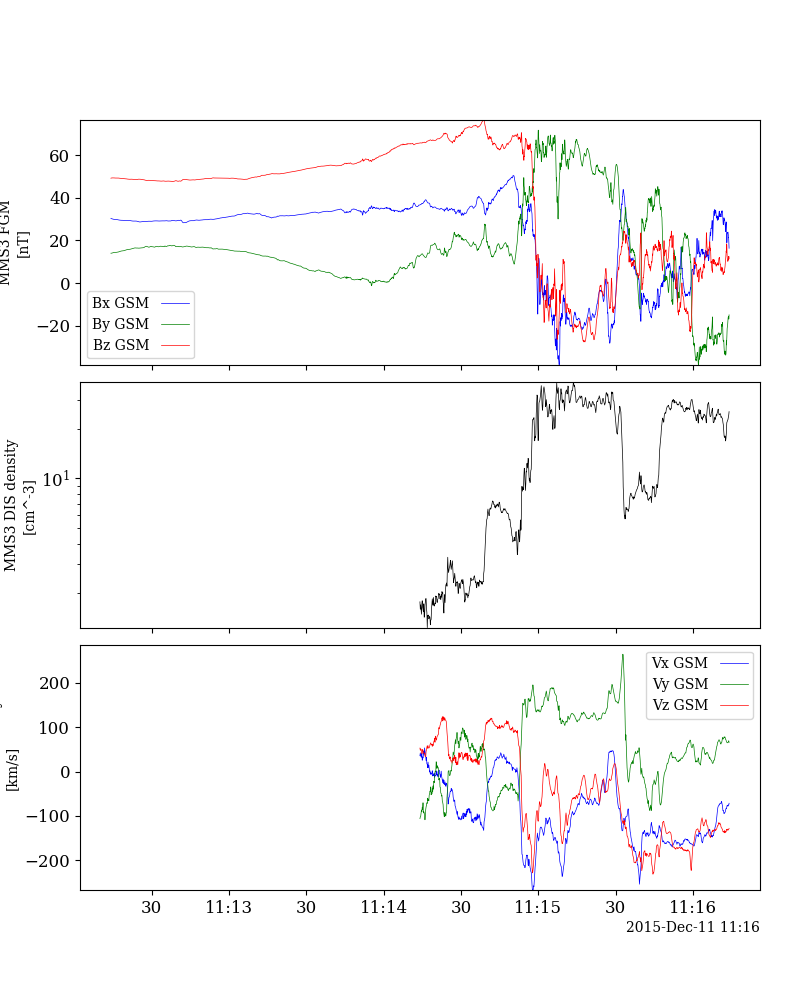 60
40
20
0
−20
MMS3 FGM
[nT]
Bx GSM
By GSM
Bz GSM
10^1
MMS3 DIS density
[cm^-3]
200
100
0
−100
−200
[km/s]
Vx GSM
Vy GSM
Vz GSM
30 11:13 30 11:14 30 11:15 30 11:16
2015-Dec-11 11:16